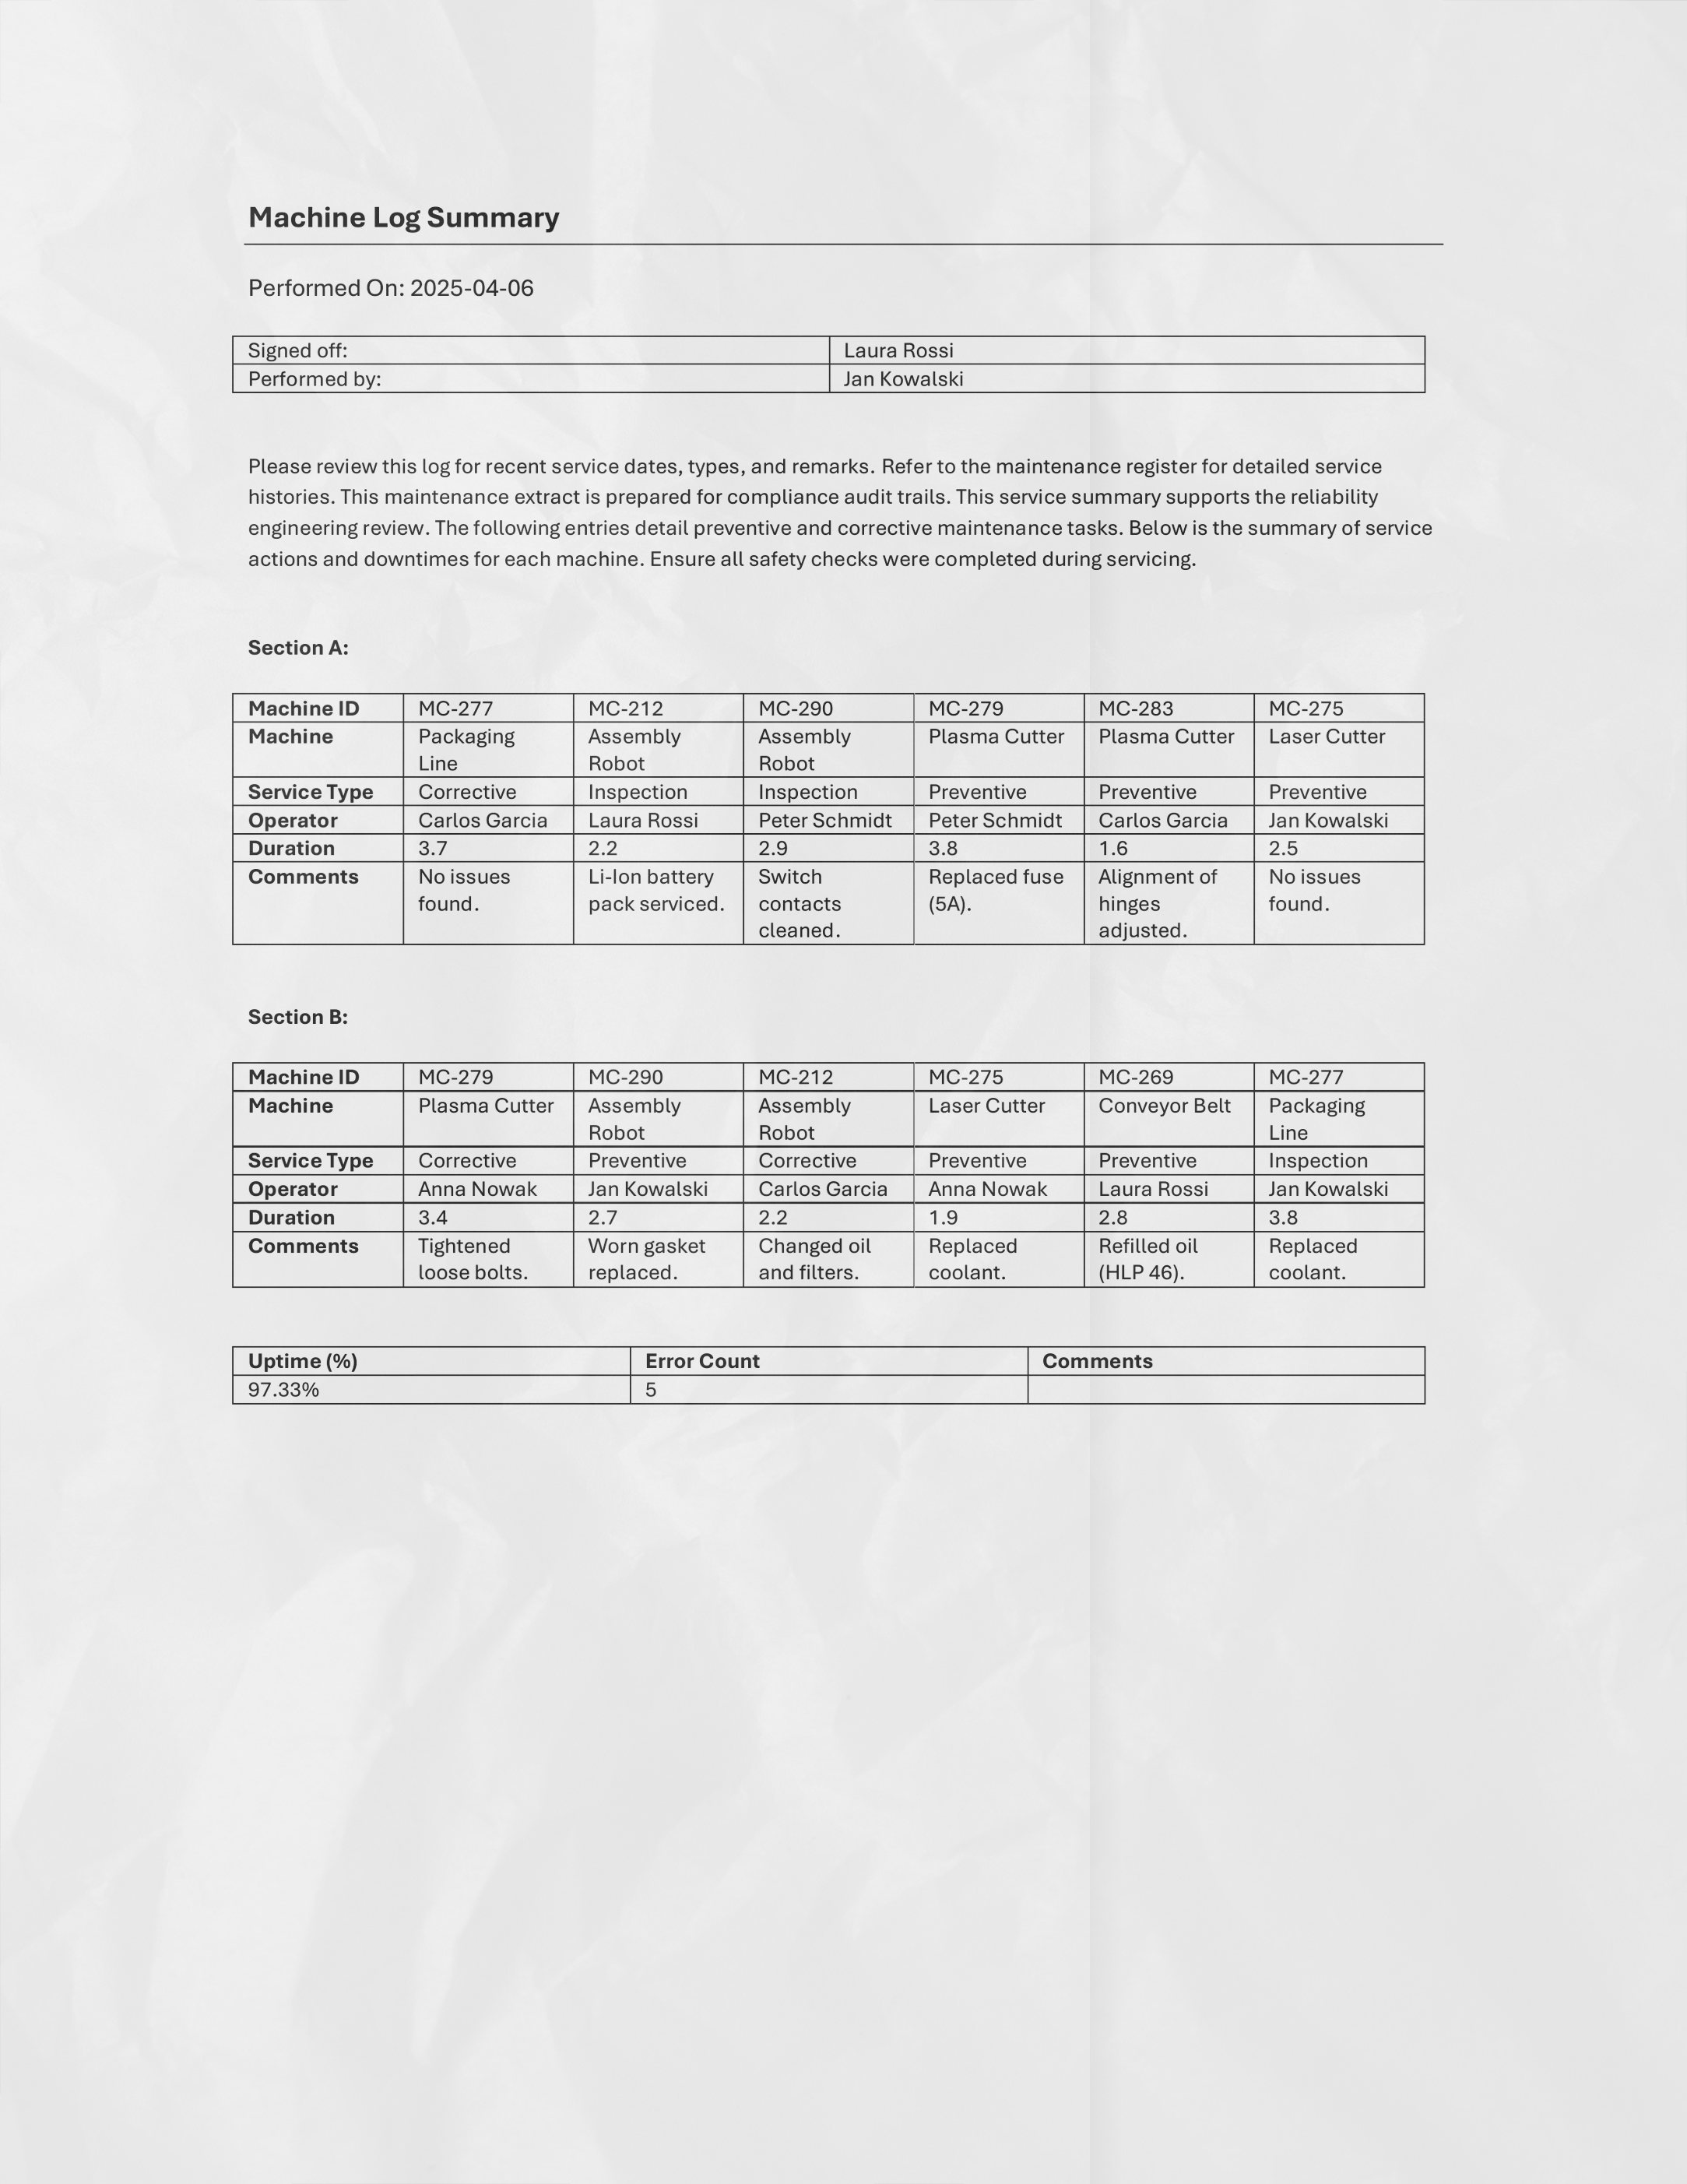 Machine Log Summary
Performed On: 2025-04-06
Signed off: Laura Rossi
Performed by: Jan Kowalski
Please review this log for recent service dates, types, and remarks. Refer to the maintenance register for detailed service
histories. This maintenance extract is prepared for compliance audit trails. This service summary supports the reliability
engineering review. The following entries detail preventive and corrective maintenance tasks. Below is the summary of service
actions and downtimes for each machine. Ensure all safety checks were completed during servicing.
Section A:
Machine ID MC-277 MC-212 MC-290 MC-279 MC-283 MC-275
Machine Packaging Assembly Assembly Plasma Cutter Plasma Cutter Laser Cutter
Line Robot Robot
Service Type Corrective Inspection Inspection Preventive Preventive Preventive
Operator Carlos Garcia Laura Rossi Peter Schmidt Peter Schmidt Carlos Garcia Jan Kowalski
Duration 3.7 2.2 2.9 3.8 1.6 2.5
Comments No issues Li-Ion battery Switch Replaced fuse Alignment of No issues
found. pack serviced. contacts (5A). hinges found.
cleaned. adjusted.
Section B:
Machine ID MC-279 MC-290 MC-212 MC-275 MC-269 MC-277
Machine Plasma Cutter Assembly Assembly Laser Cutter Conveyor Belt Packaging
Robot Robot Line
Service Type Corrective Preventive Corrective Preventive Preventive Inspection
Operator Anna Nowak Jan Kowalski Carlos Garcia Anna Nowak Laura Rossi Jan Kowalski
Duration 3.4 2.7 2.2 1.9 2.8 3.8
Comments Tightened Worn gasket Changed oil Replaced Refilled oil Replaced
loose bolts. replaced. and filters. coolant. (HLP 46). coolant.
Uptime (%) Error Count Comments
97.33% 5